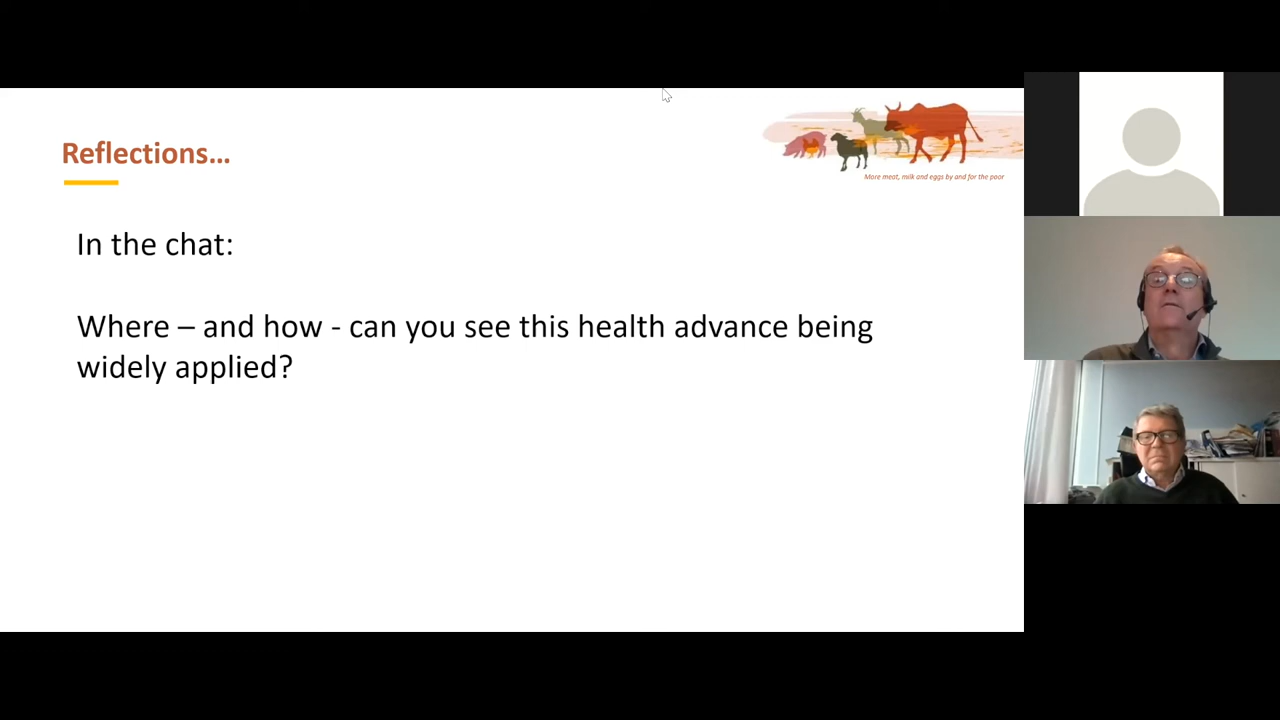 Reflections…
More meat, milk and eggs by and for the poor
In the chat:
Where – and how - can you see this health advance being
widely applied?